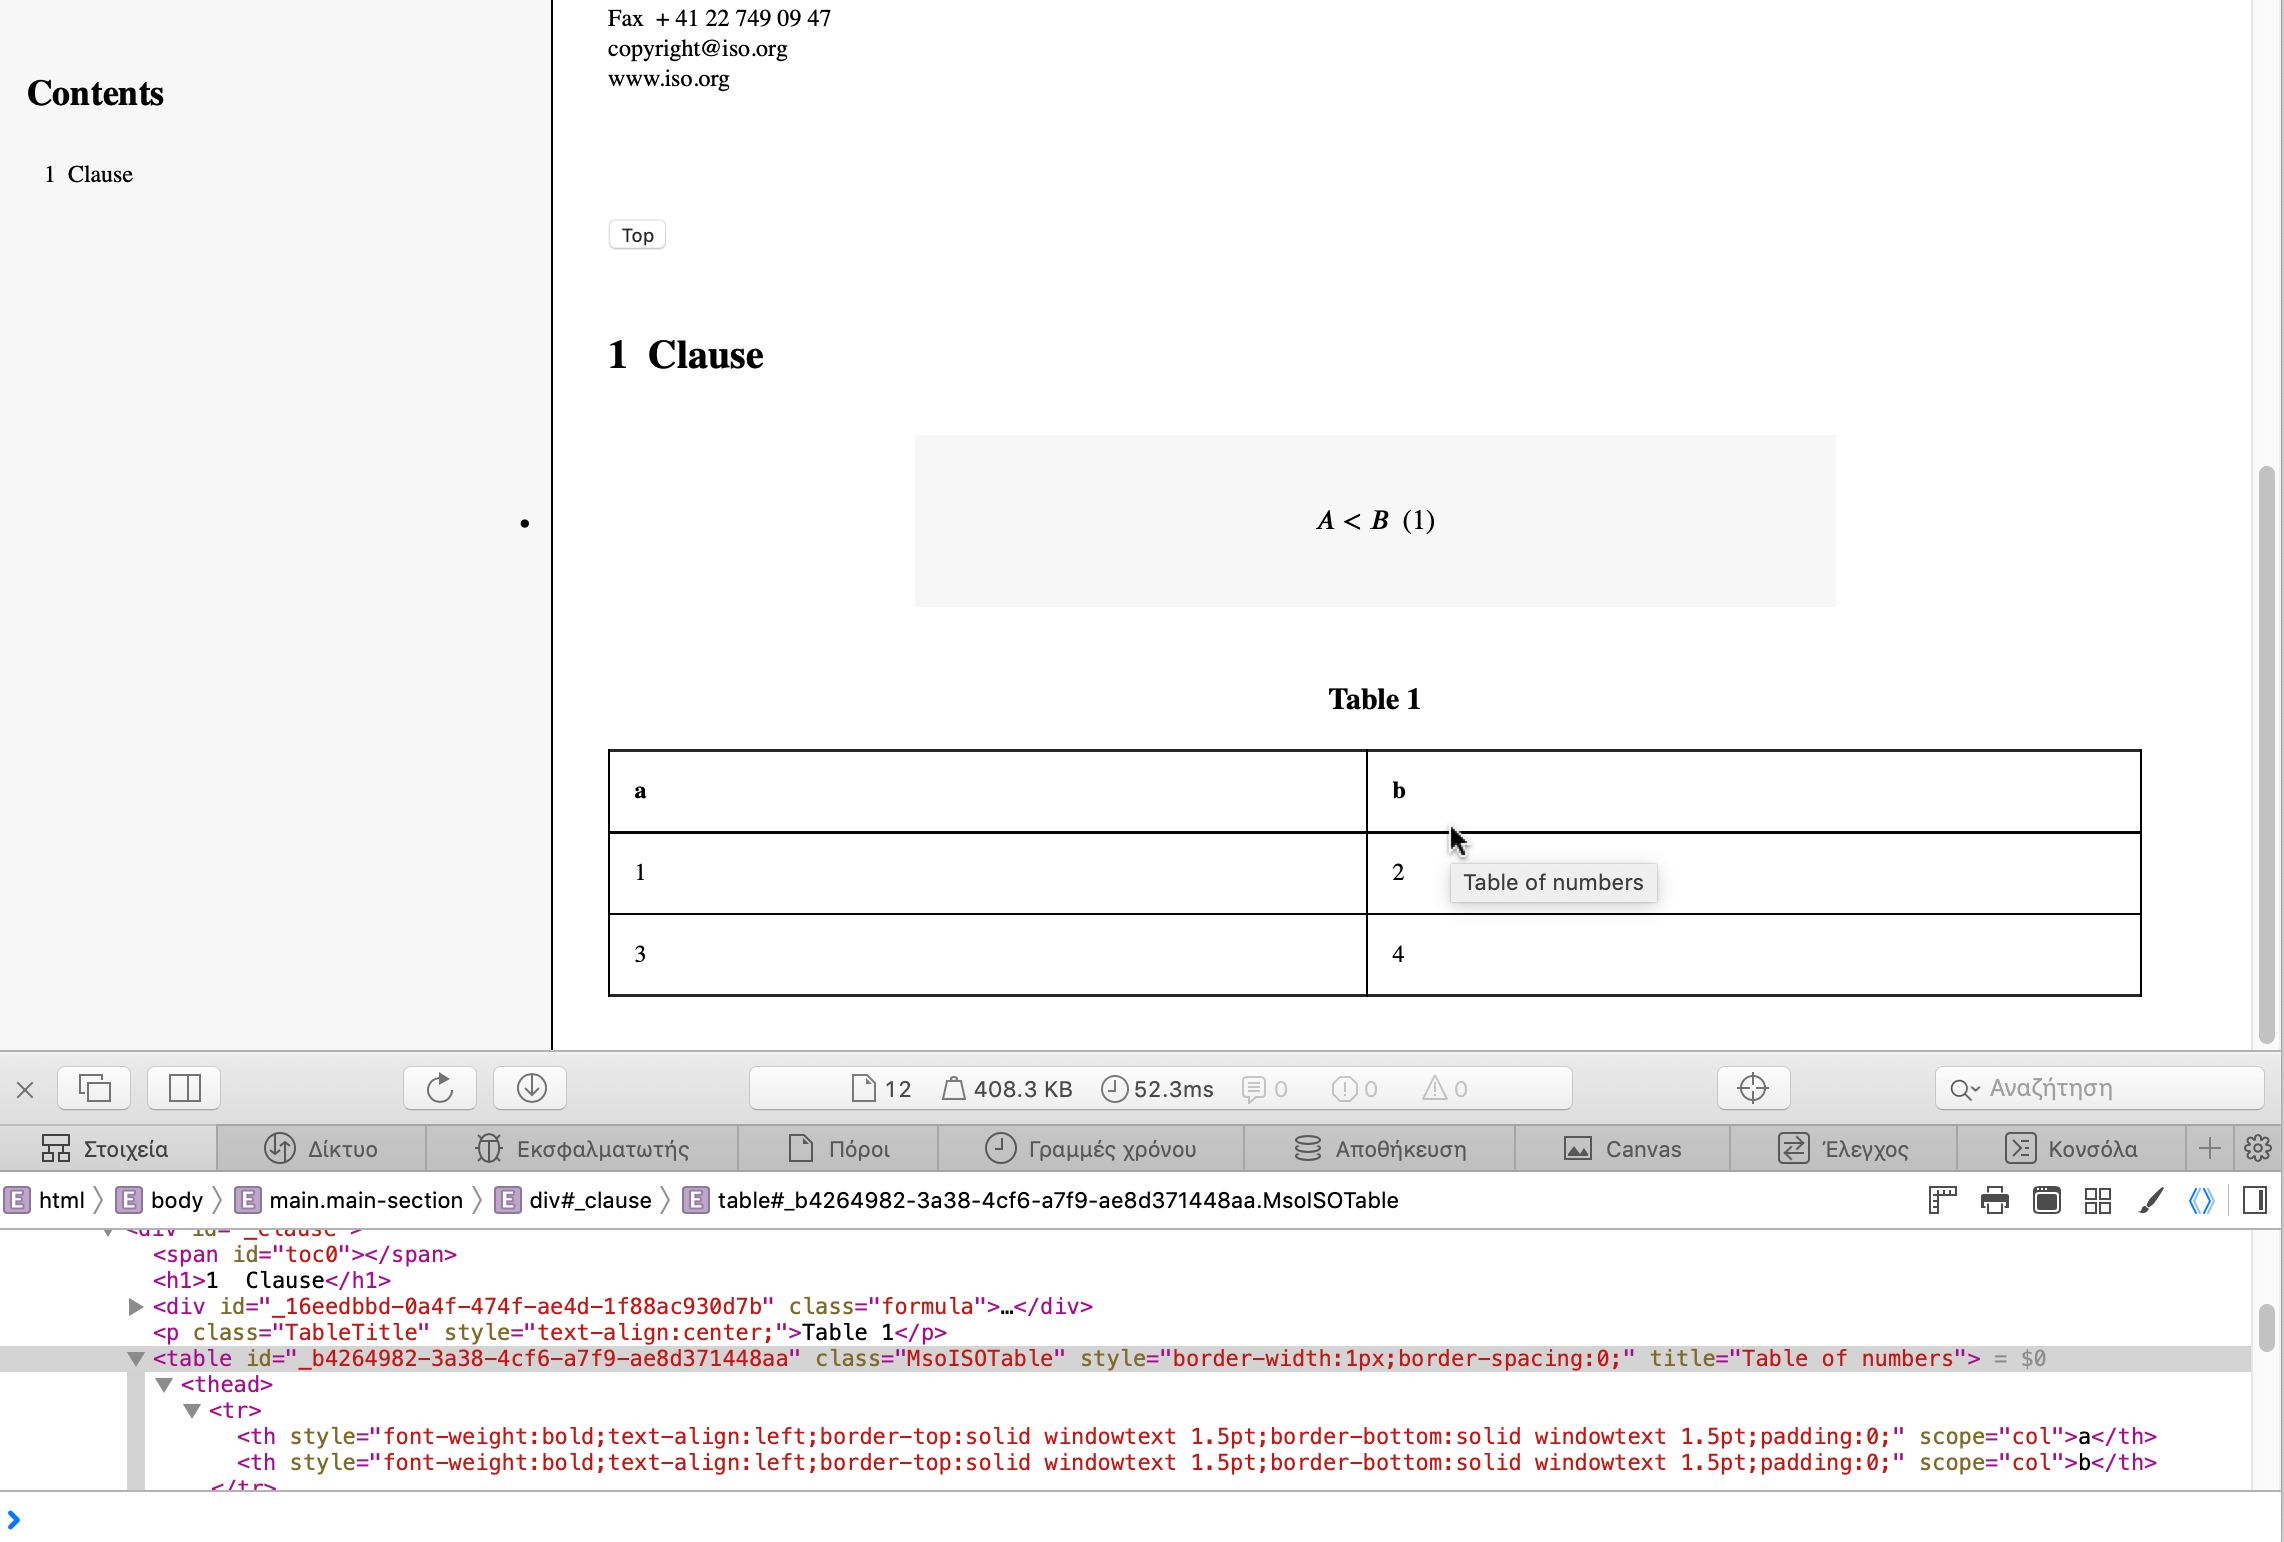 Fax  + 41 22 749 09 47
copyright@iso.org
www.iso.org
Contents
1  Clause
Top
1  Clause
A < B  (1)
Table 1
a b
1 2
Table of numbers
3 4
12 408.3 KB 52.3ms 0 0 0 Αναζήτηση
Στοιχεία Δίκτυο Εκσφαλματωτής Πόροι Γραμμές χρόνου Αποθήκευση Canvas Έλεγχος Κονσόλα
E html E body E main.main-section E div#_clause E table#_b4264982-3a38-4cf6-a7f9-ae8d371448aa.MsoISOTable
<div id="_clause">
<span id="toc0"></span>
<h1>1  Clause</h1>
<div id="_16eedbbd-0a4f-474f-ae4d-1f88ac930d7b" class="formula">…</div>
<p class="TableTitle" style="text-align:center;">Table 1</p>
<table id="_b4264982-3a38-4cf6-a7f9-ae8d371448aa" class="MsoISOTable" style="border-width:1px;border-spacing:0;" title="Table of numbers"> = $0
<thead>
<tr>
<th style="font-weight:bold;text-align:left;border-top:solid windowtext 1.5pt;border-bottom:solid windowtext 1.5pt;padding:0;" scope="col">a</th>
<th style="font-weight:bold;text-align:left;border-top:solid windowtext 1.5pt;border-bottom:solid windowtext 1.5pt;padding:0;" scope="col">b</th>
</tr>